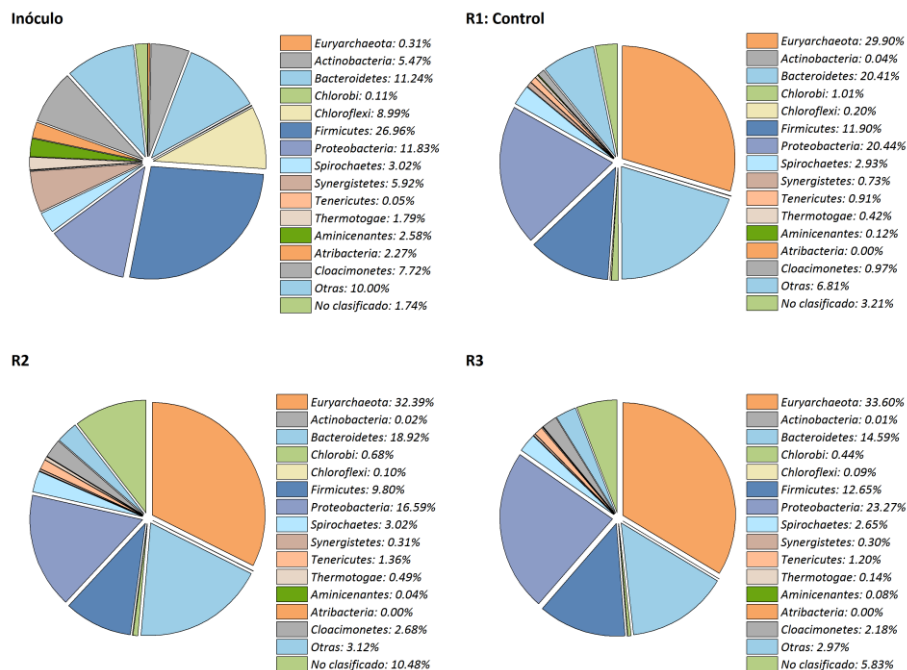 Inóculo
Euryarchaeota: 0.31%
Actinobacteria: 5.47%
Bacteroidetes: 11.24%
Chlorobi: 0.11%
Chloroflexi: 8.99%
Firmicutes: 26.96%
Proteobacteria: 11.83%
Spirochaetes: 3.02%
Synergistetes: 5.92%
Tenericutes: 0.05%
Thermotogae: 1.79%
Aminicenantes: 2.58%
Atribacteria: 2.27%
Cloacimonetes: 7.72%
Otras: 10.00%
No clasificado: 1.74%
R1: Control
Euryarchaeota: 29.90%
Actinobacteria: 0.04%
Bacteroidetes: 20.41%
Chlorobi: 1.01%
Chloroflexi: 0.20%
Firmicutes: 11.90%
Proteobacteria: 20.44%
Spirochaetes: 2.93%
Synergistetes: 0.73%
Tenericutes: 0.91%
Thermotogae: 0.42%
Aminicenantes: 0.12%
Atribacteria: 0.00%
Cloacimonetes: 0.97%
Otras: 6.81%
No clasificado: 3.21%
R2
Euryarchaeota: 32.39%
Actinobacteria: 0.02%
Bacteroidetes: 18.92%
Chlorobi: 0.68%
Chloroflexi: 0.10%
Firmicutes: 9.80%
Proteobacteria: 16.59%
Spirochaetes: 3.02%
Synergistetes: 0.31%
Tenericutes: 1.36%
Thermotogae: 0.49%
Aminicenantes: 0.04%
Atribacteria: 0.00%
Cloacimonetes: 2.68%
Otras: 3.12%
No clasificado: 10.48%
R3
Euryarchaeota: 33.60%
Actinobacteria: 0.01%
Bacteroidetes: 14.59%
Chlorobi: 0.44%
Chloroflexi: 0.09%
Firmicutes: 12.65%
Proteobacteria: 23.27%
Spirochaetes: 2.65%
Synergistetes: 0.30%
Tenericutes: 1.20%
Thermotogae: 0.14%
Aminicenantes: 0.08%
Atribacteria: 0.00%
Cloacimonetes: 2.18%
Otras: 2.97%
No clasificado: 5.83%